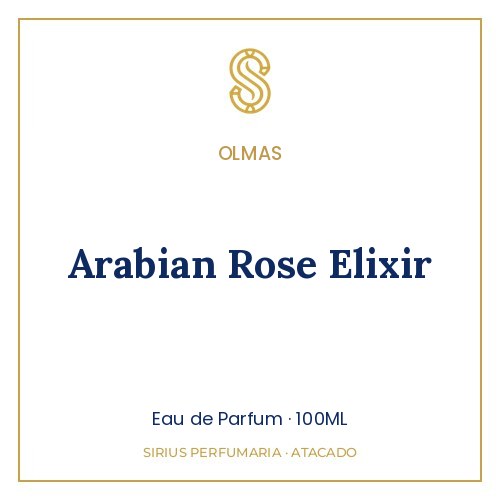 OLMAS
Arabian Rose Elixir
Eau de Parfum · 100ML
SIRIUS PERFUMARIA · ATACADO